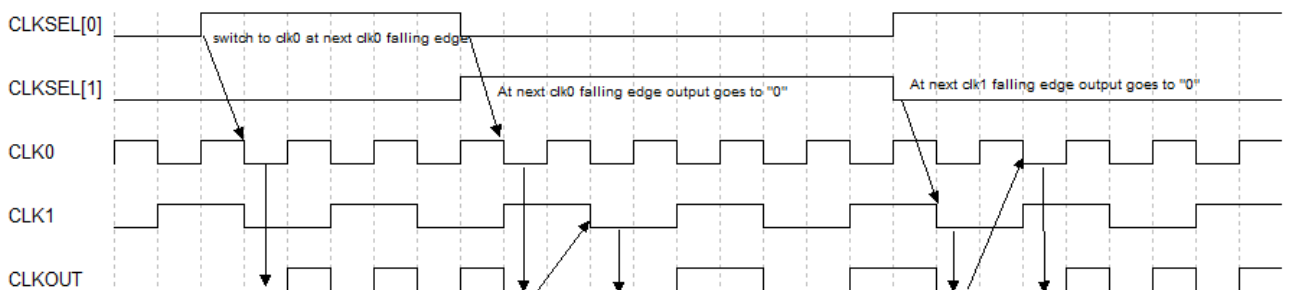 CLKSEL[0]
switch to clk0 at next clk0 falling edge
CLKSEL[1]
At next clk0 falling edge output goes to "0"
At next clk1 falling edge output goes to "0"
CLK0
CLK1
CLKOUT